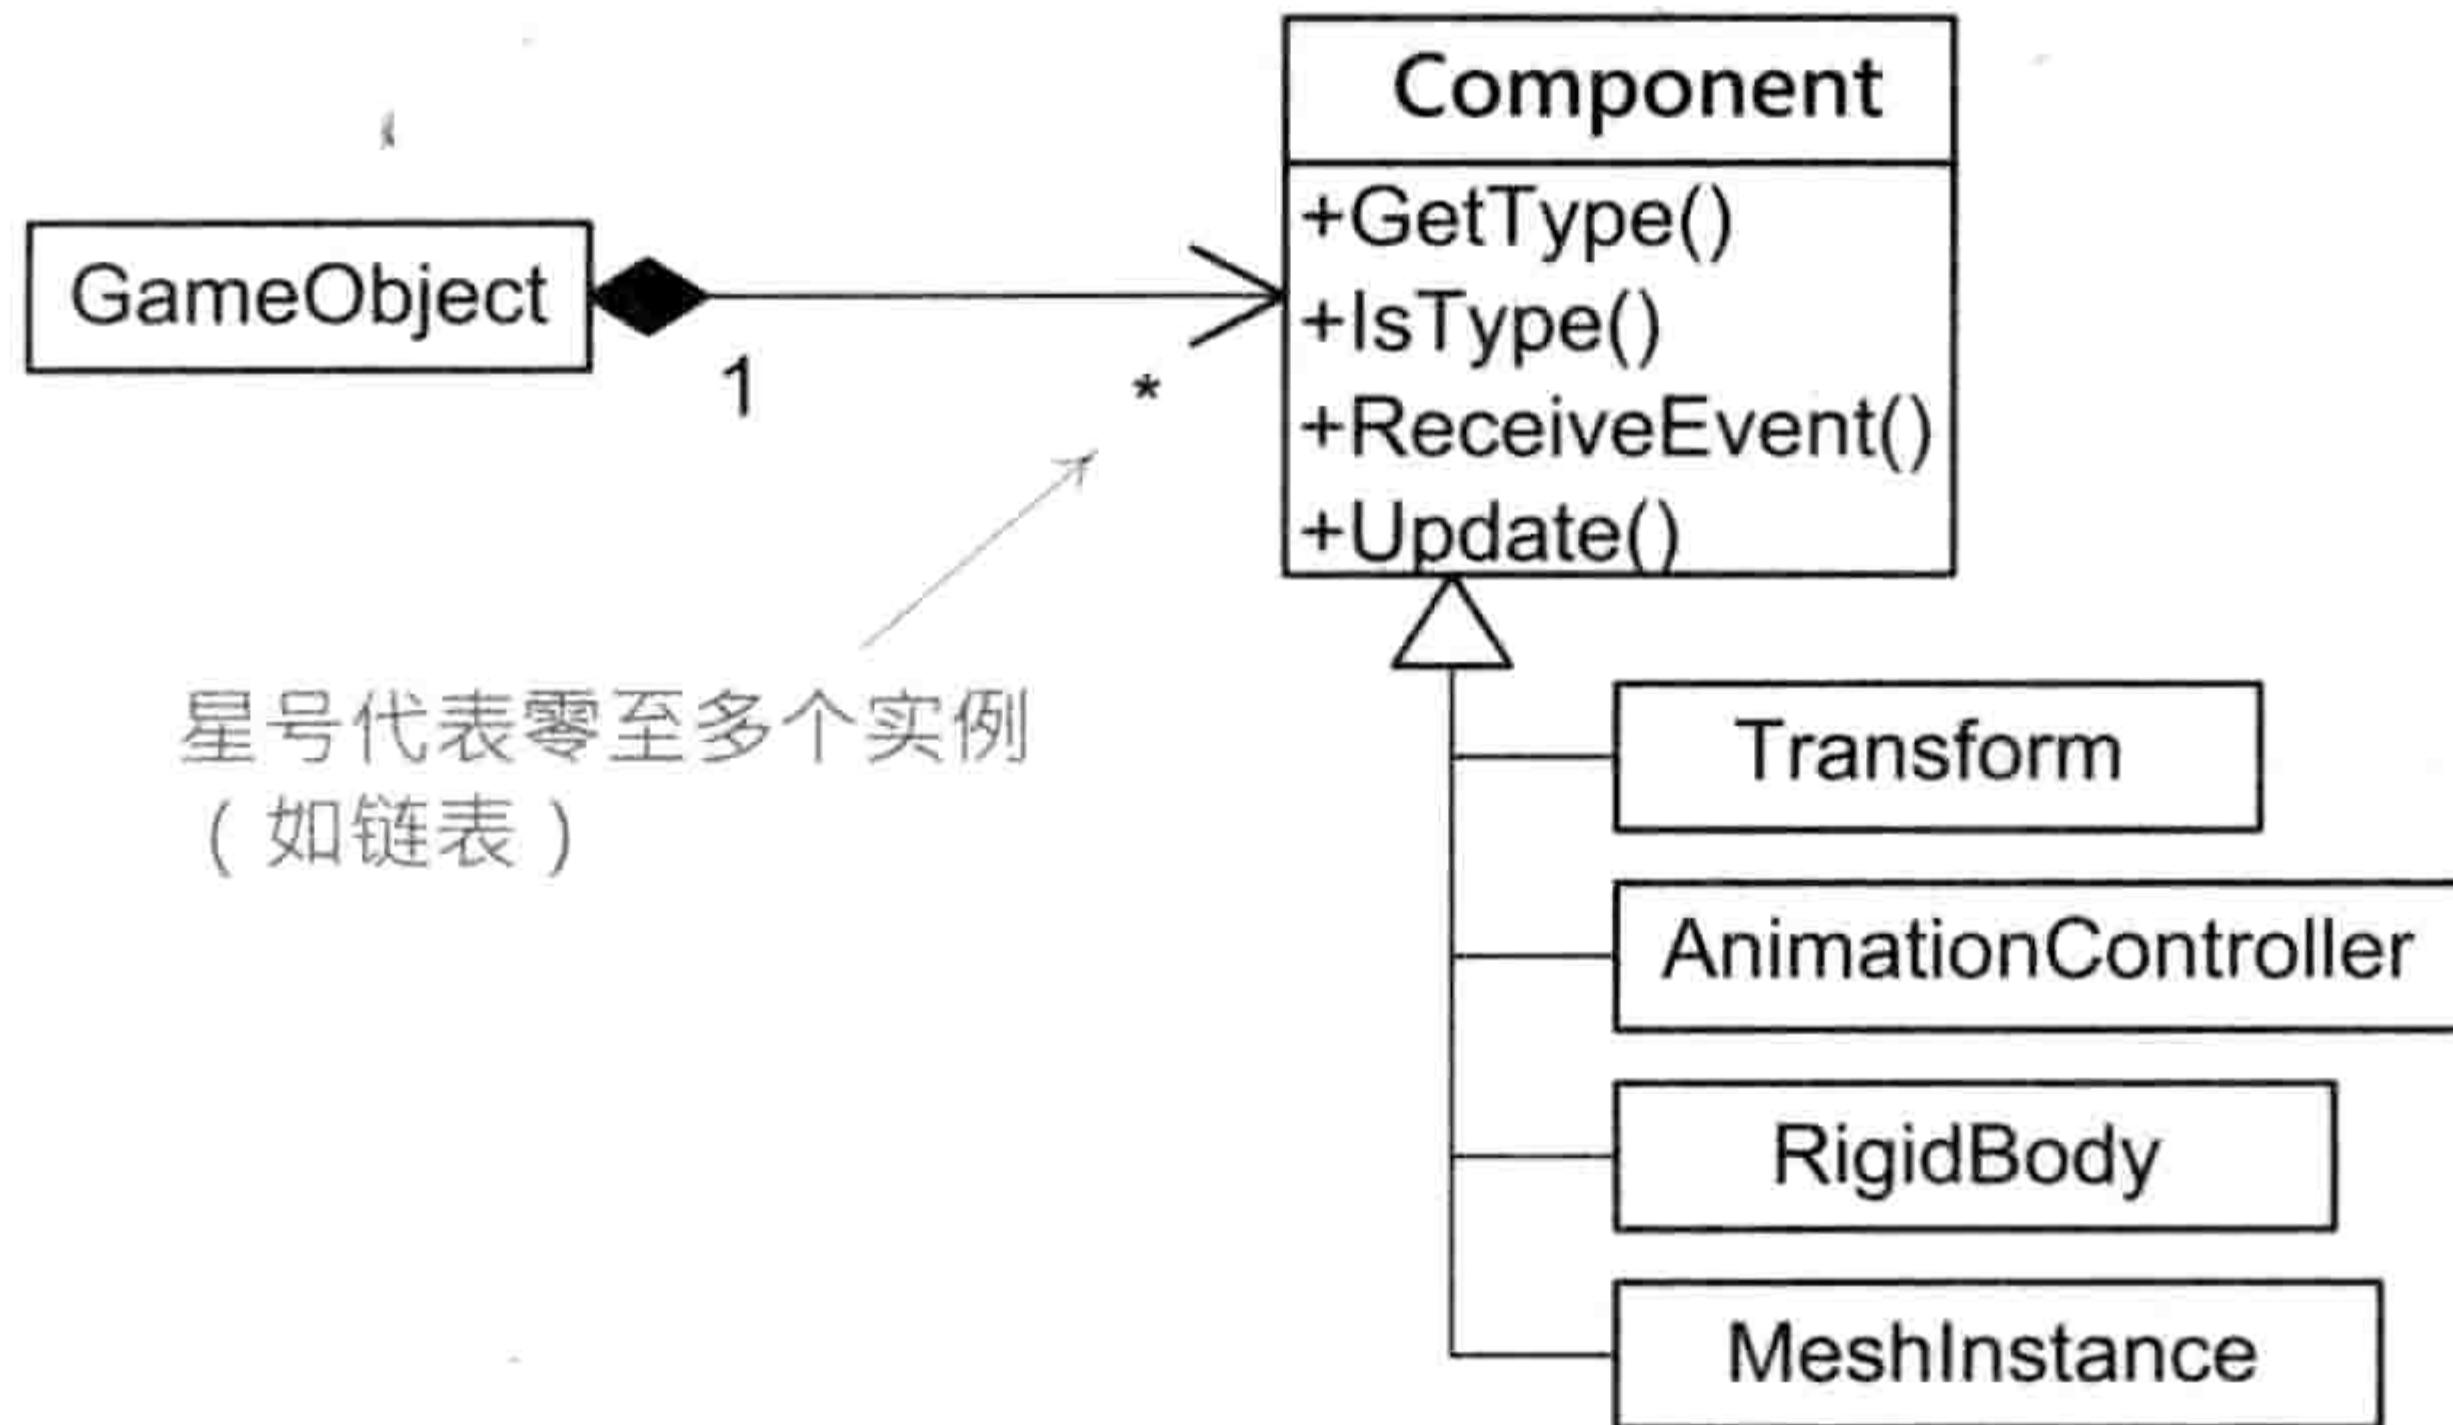 Component
+GetType()
+IsType()
+ReceiveEvent()
+Update()
GameObject
1
*
星号代表零至多个实例
（如链表）
Transform
AnimationController
RigidBody
MeshInstance